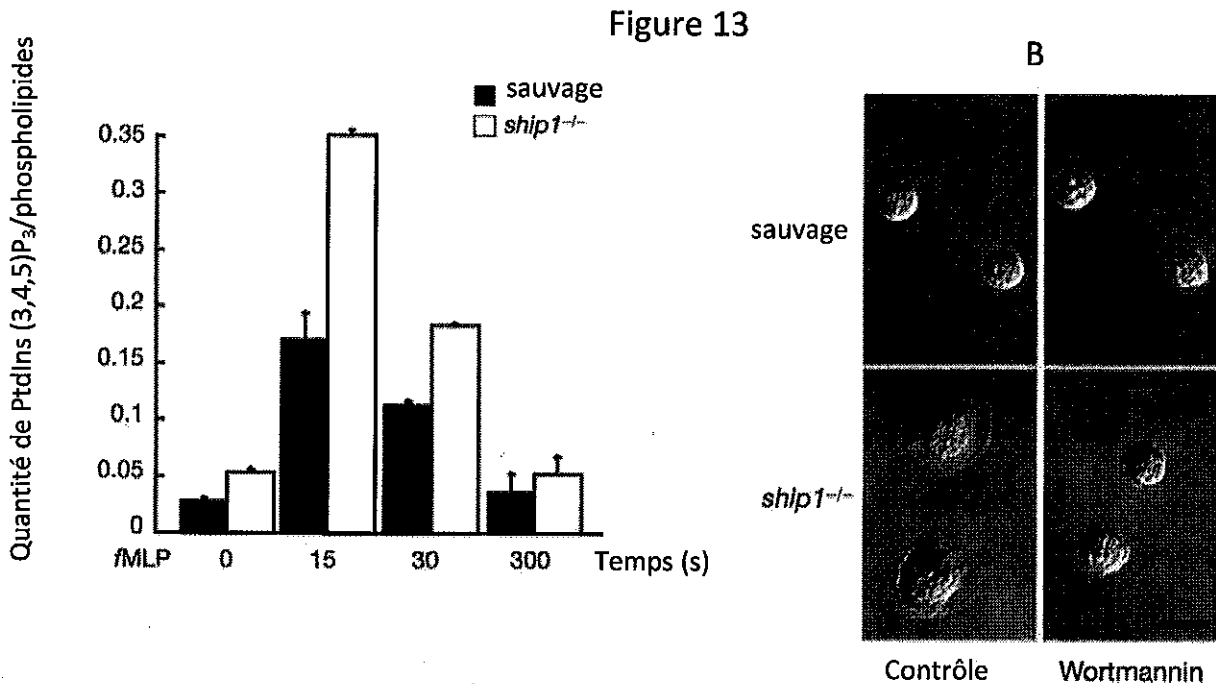 Figure 13
Quantité de PtdIns (3,4,5)P₃/phospholipides
sauvage
ship1⁻/⁻
0.35
0.3
0.25
0.2
0.15
0,1
0.05
0
fMLP 0 15 30 300 Temps (s)
B
sauvage
ship1⁻/⁻
Contrôle Wortmannin